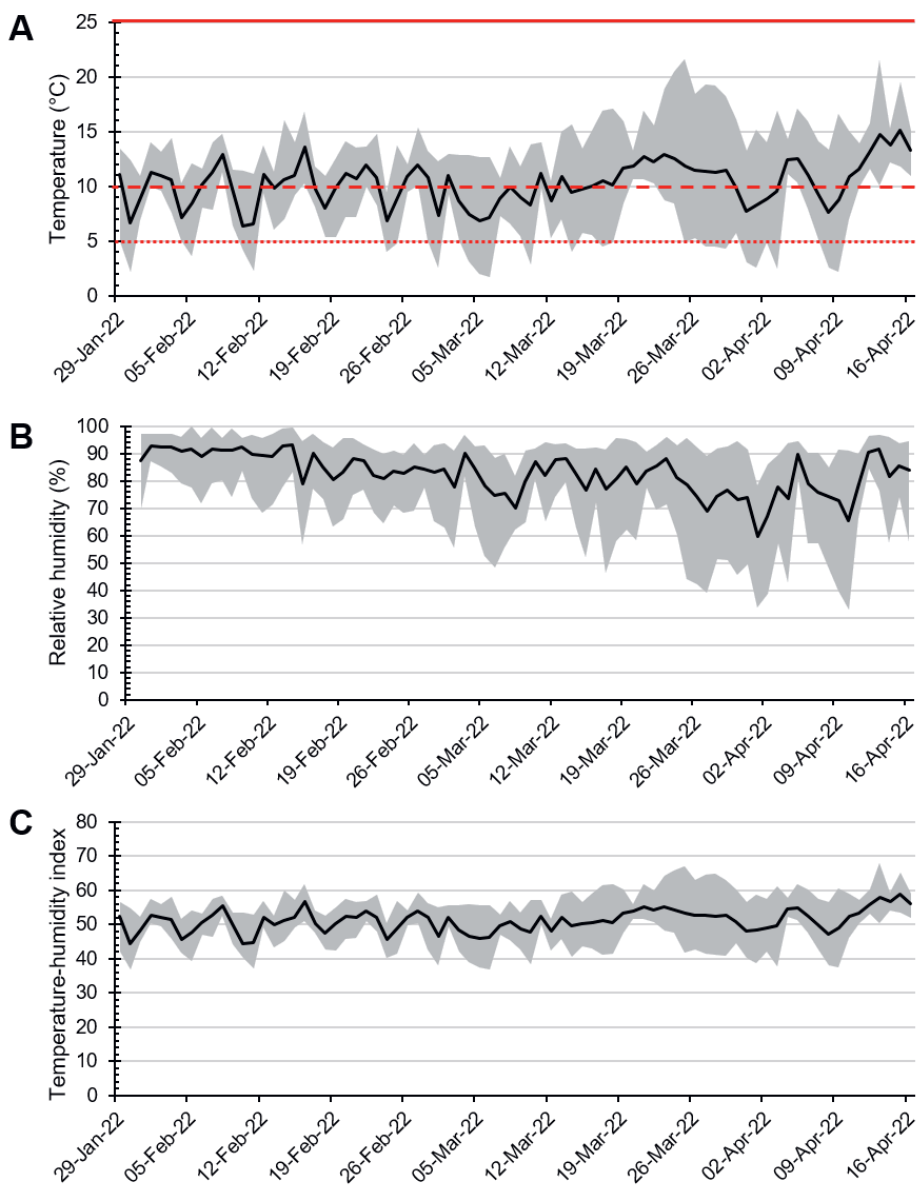 A
Temperature (°C)
25
20
15
10
5
0
29-Jan-22
05-Feb-22
12-Feb-22
19-Feb-22
26-Feb-22
05-Mar-22
12-Mar-22
19-Mar-22
26-Mar-22
02-Apr-22
09-Apr-22
16-Apr-22
B
Relative humidity (%)
100
90
80
70
60
50
40
30
20
10
0
29-Jan-22
05-Feb-22
12-Feb-22
19-Feb-22
26-Feb-22
05-Mar-22
12-Mar-22
19-Mar-22
26-Mar-22
02-Apr-22
09-Apr-22
16-Apr-22
C
Temperature-humidity index
80
70
60
50
40
30
20
10
0
29-Jan-22
05-Feb-22
12-Feb-22
19-Feb-22
26-Feb-22
05-Mar-22
12-Mar-22
19-Mar-22
26-Mar-22
02-Apr-22
09-Apr-22
16-Apr-22